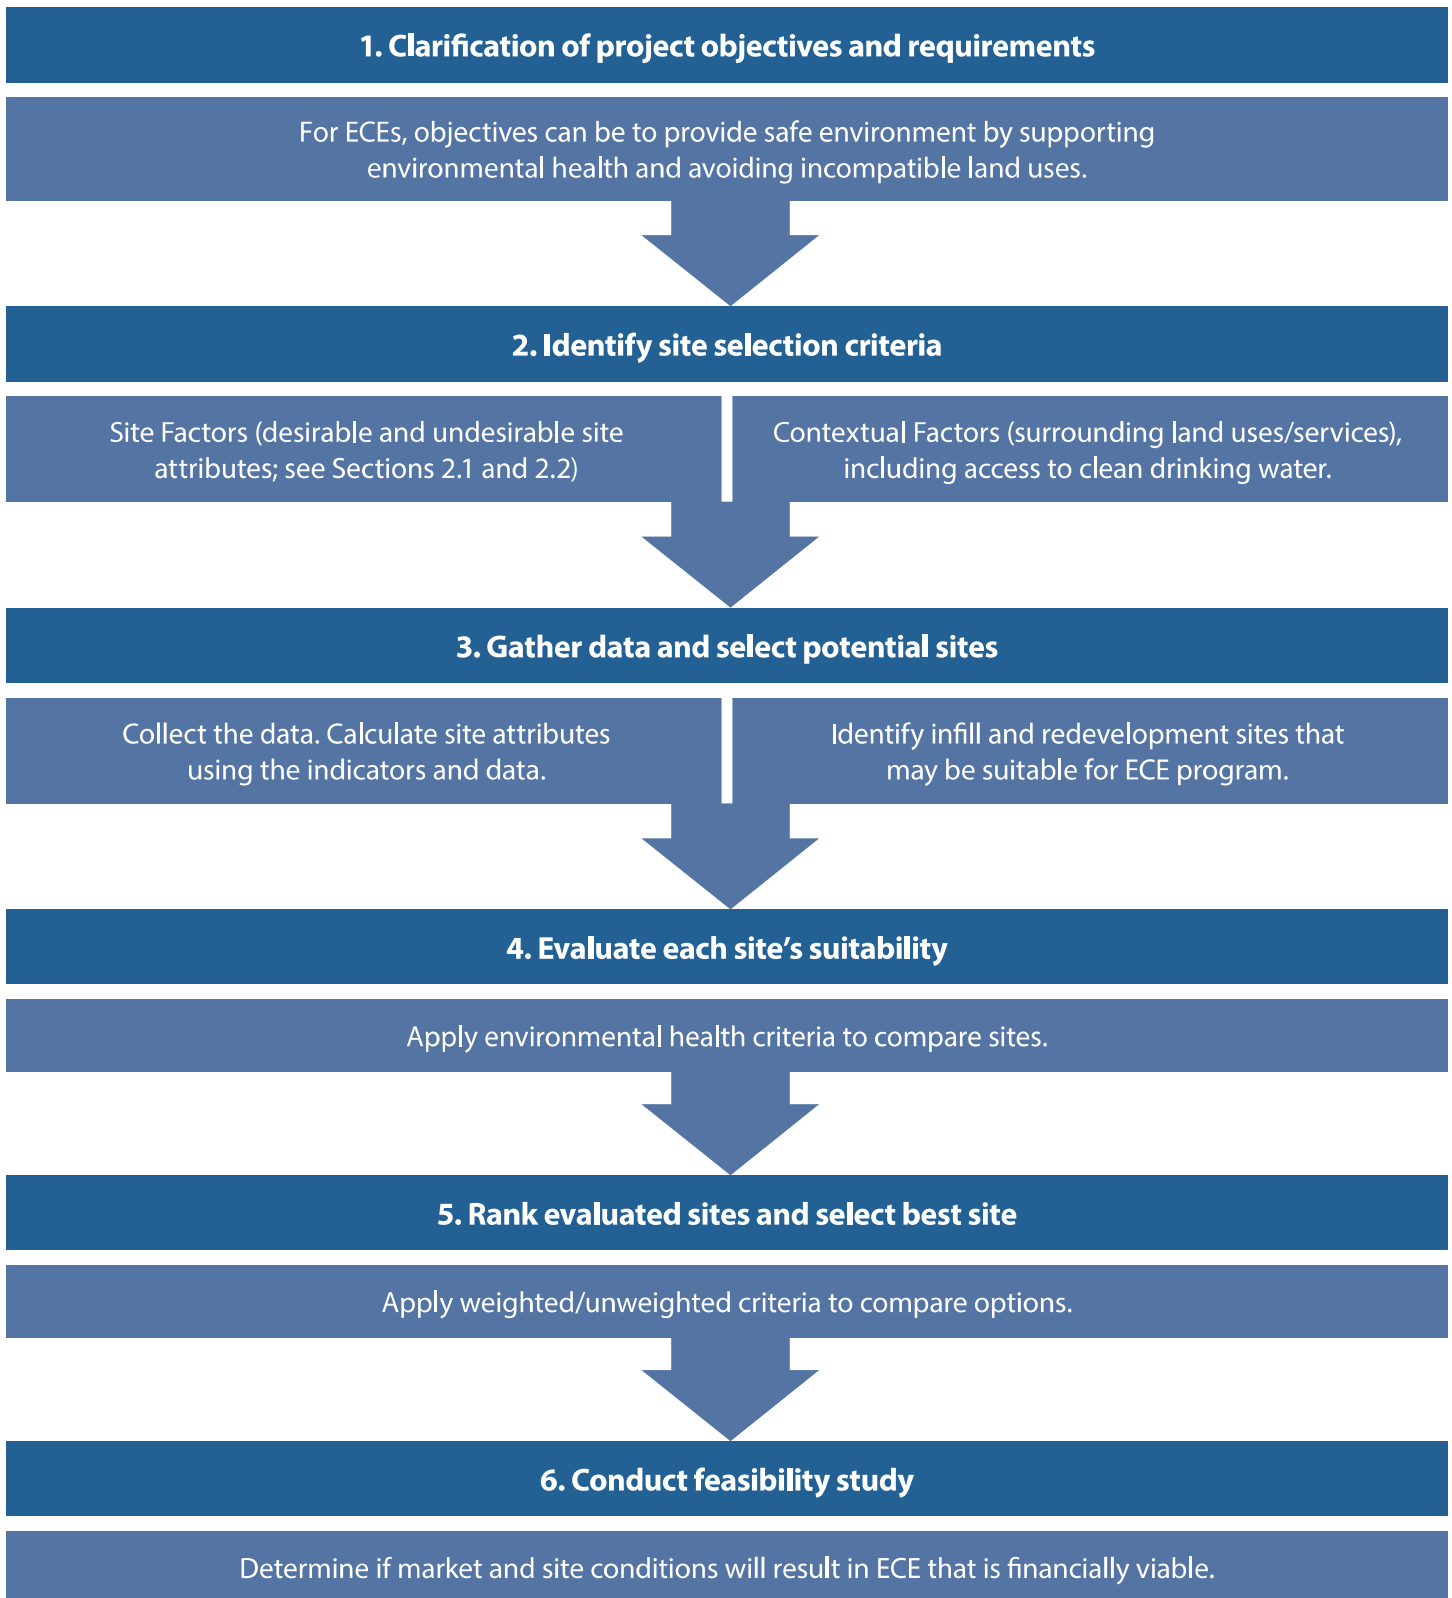 1. Clarification of project objectives and requirements
For ECEs, objectives can be to provide safe environment by supporting
environmental health and avoiding incompatible land uses.
2. Identify site selection criteria
Site Factors (desirable and undesirable site
attributes; see Sections 2.1 and 2.2)
Contextual Factors (surrounding land uses/services),
including access to clean drinking water.
3. Gather data and select potential sites
Collect the data. Calculate site attributes
using the indicators and data.
Identify infill and redevelopment sites that
may be suitable for ECE program.
4. Evaluate each site’s suitability
Apply environmental health criteria to compare sites.
5. Rank evaluated sites and select best site
Apply weighted/unweighted criteria to compare options.
6. Conduct feasibility study
Determine if market and site conditions will result in ECE that is financially viable.